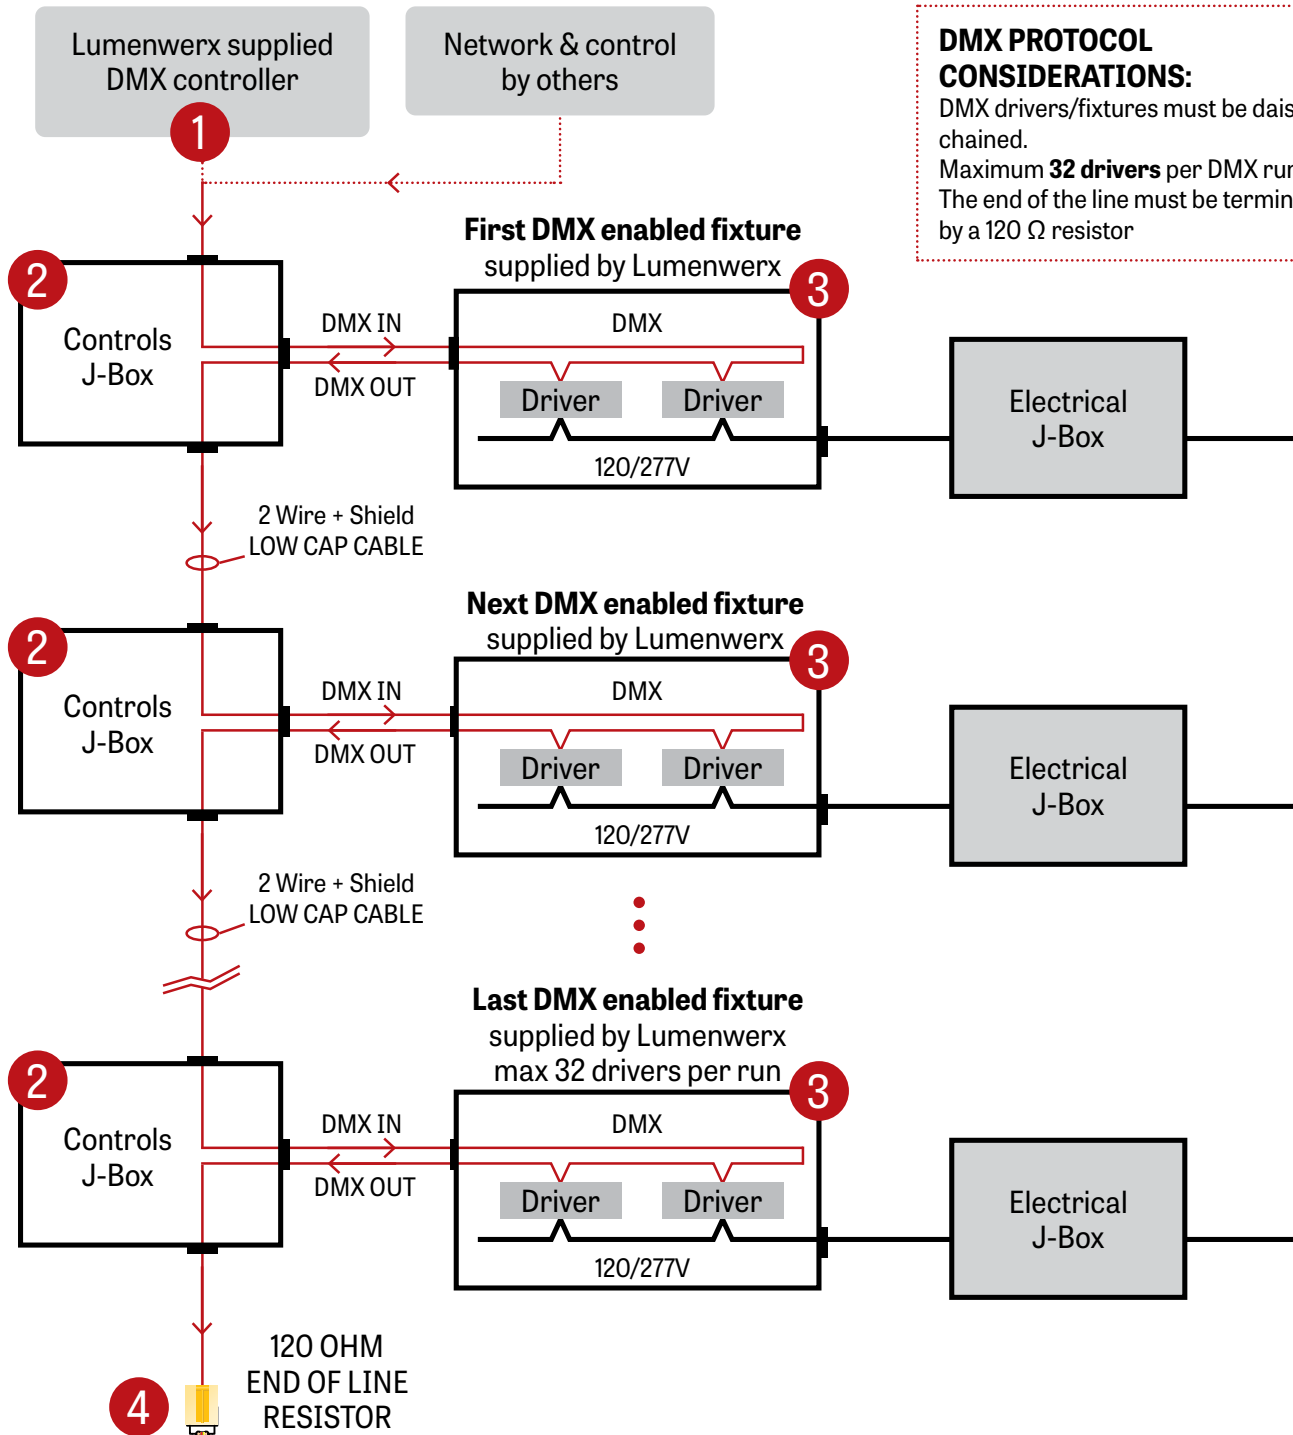 Lumenwerx supplied
DMX controller
1
Network & control
by others
DMX PROTOCOL
CONSIDERATIONS:
DMX drivers/fixtures must be dais
chained.
Maximum 32 drivers per DMX run
The end of the line must be termin
by a 120 Ω resistor
First DMX enabled fixture
supplied by Lumenwerx
2
Controls
J-Box
DMX IN
DMX OUT
3
DMX
Driver
Driver
120/277V
Electrical
J-Box
2 Wire + Shield
LOW CAP CABLE
Next DMX enabled fixture
supplied by Lumenwerx
2
Controls
J-Box
DMX IN
DMX OUT
3
DMX
Driver
Driver
120/277V
Electrical
J-Box
2 Wire + Shield
LOW CAP CABLE
Last DMX enabled fixture
supplied by Lumenwerx
max 32 drivers per run
2
Controls
J-Box
DMX IN
DMX OUT
3
DMX
Driver
Driver
120/277V
Electrical
J-Box
4
120 OHM
END OF LINE
RESISTOR